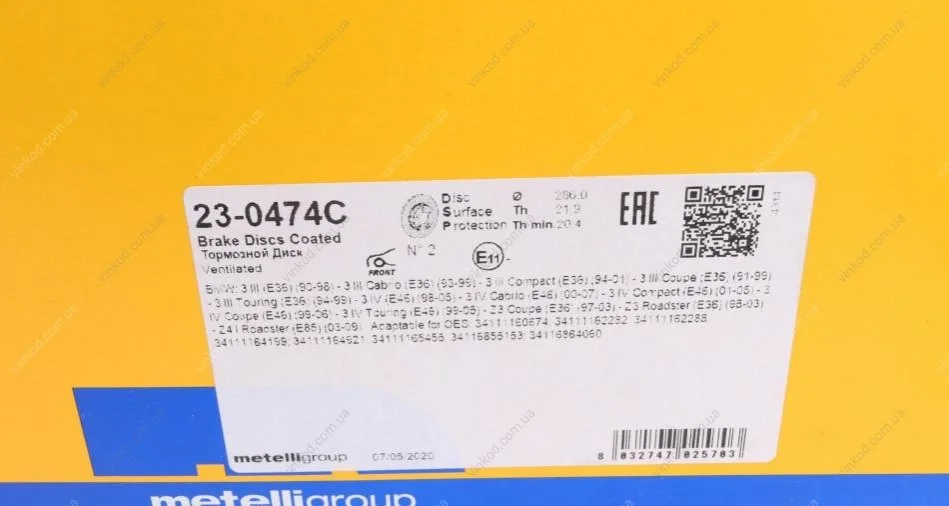 23-0474C
Brake Discs Coated
Тормозной Диск
Ventilated
FRONT
N° 2
Disc
Surface
Protection
Ø 286.0
Th 21.9
Th min. 20.4
E11
EAC
4314
BMW: 3 III (E36) (90-98) - 3 III Cabrio (E36) (93-99) - 3 III Compact (E36) (94-01) - 3 III Coupe (E36) (91-99)
- 3 III Touring (E36) (94-99) - 3 IV (E46) (98-05) - 3 IV Cabrio (E46) (00-07) - 3 IV Compact (E46) (01-05) - 3
IV Coupe (E46) (99-06) - 3 IV Touring (E46) (99-05) - Z3 Coupe (E36) (97-03) - Z3 Roadster (E36) (95-03)
- Z4 I Roadster (E85) (03-09). Adaptable for OES: 34111160674; 34111162282; 34111162288;
34111164199; 34111164921; 34111165455; 34116855153; 34116864060
metelligroup
07/05/2020
8 032747 025703
metelligroup
vinkod.com.ua